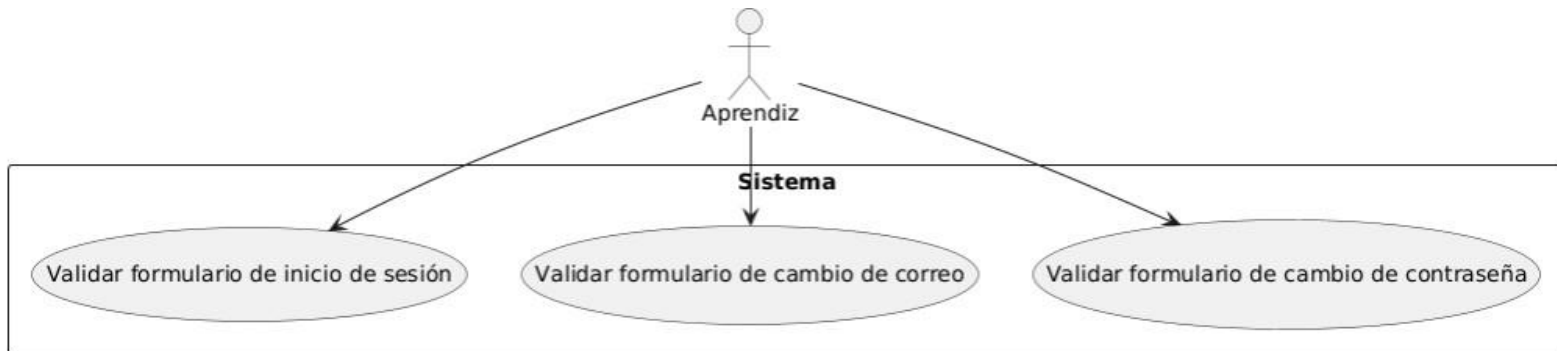 Aprendiz
Sistema
Validar formulario de inicio de sesión
Validar formulario de cambio de correo
Validar formulario de cambio de contraseña